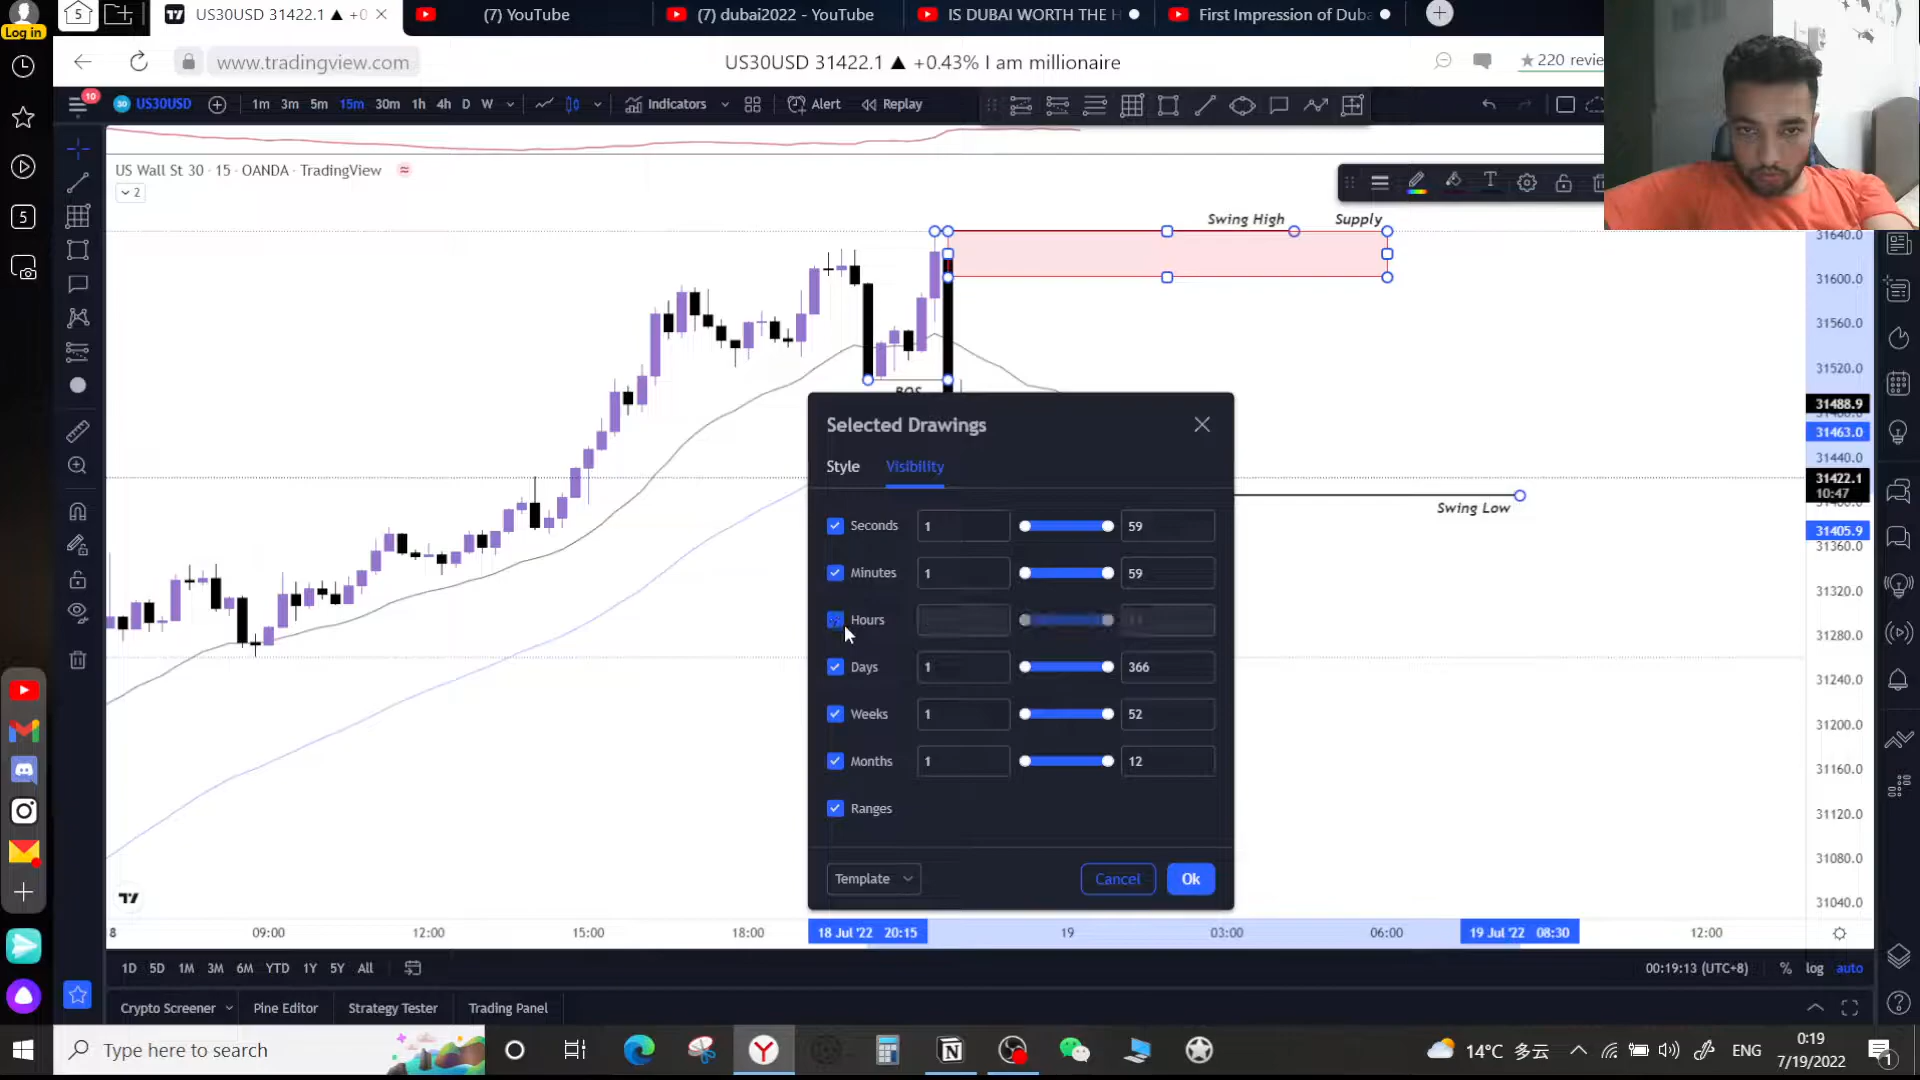 US30USD 31422.1 ▲ +0
(7) YouTube
(7) dubai2022 - YouTube
IS DUBAI WORTH THE H
First Impression of Duba
Log in
5
www.tradingview.com
US30USD 31422.1 ▲ +0.43% I am millionaire
★220 revie
10
30
US30USD
1m 3m 5m 15m 30m 1h 4h D W
Indicators
Alert
Replay
US Wall St 30 · 15 · OANDA · TradingView
2
Swing High
Supply
BOS
Swing Low
Selected Drawings
Style
Visibility
Seconds 1 59
Minutes 1 59
Hours
Days 1 366
Weeks 1 52
Months 1 12
Ranges
Template
Cancel
Ok
31640.0
31600.0
31560.0
31520.0
31488.9
31463.0
31440.0
31422.1
10:47
31405.9
31360.0
31320.0
31280.0
31240.0
31200.0
31160.0
31120.0
31080.0
31040.0
8 09:00 12:00 15:00 18:00 18 Jul '22 20:15 19 03:00 06:00 19 Jul '22 08:30 12:00
1D 5D 1M 3M 6M YTD 1Y 5Y All
00:19:13 (UTC+8) % log auto
Crypto Screener
Pine Editor
Strategy Tester
Trading Panel
Type here to search
14°C 多云
ENG
0:19
7/19/2022
1